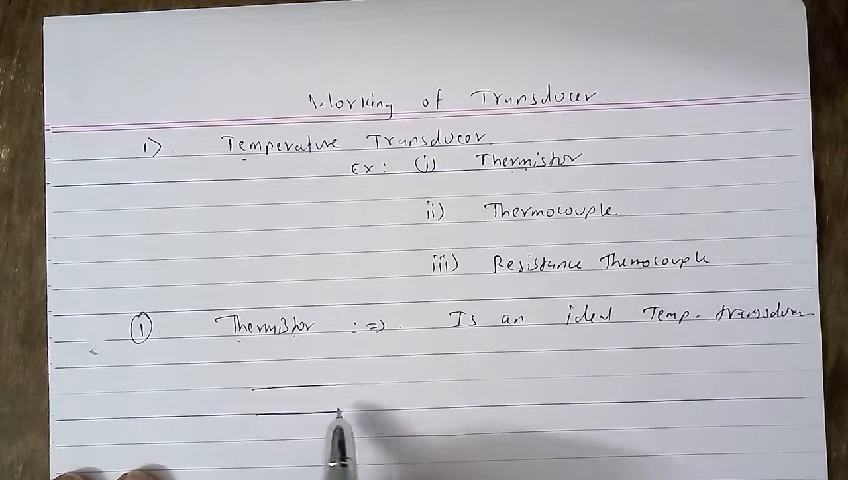 Working of Transducer
1). Temperature Transducer
Ex: (i) Thermistor
ii) Thermocouple.
iii) Resistance Themocouple.
① Thermistor :=> Is an ideal Temp. transducer